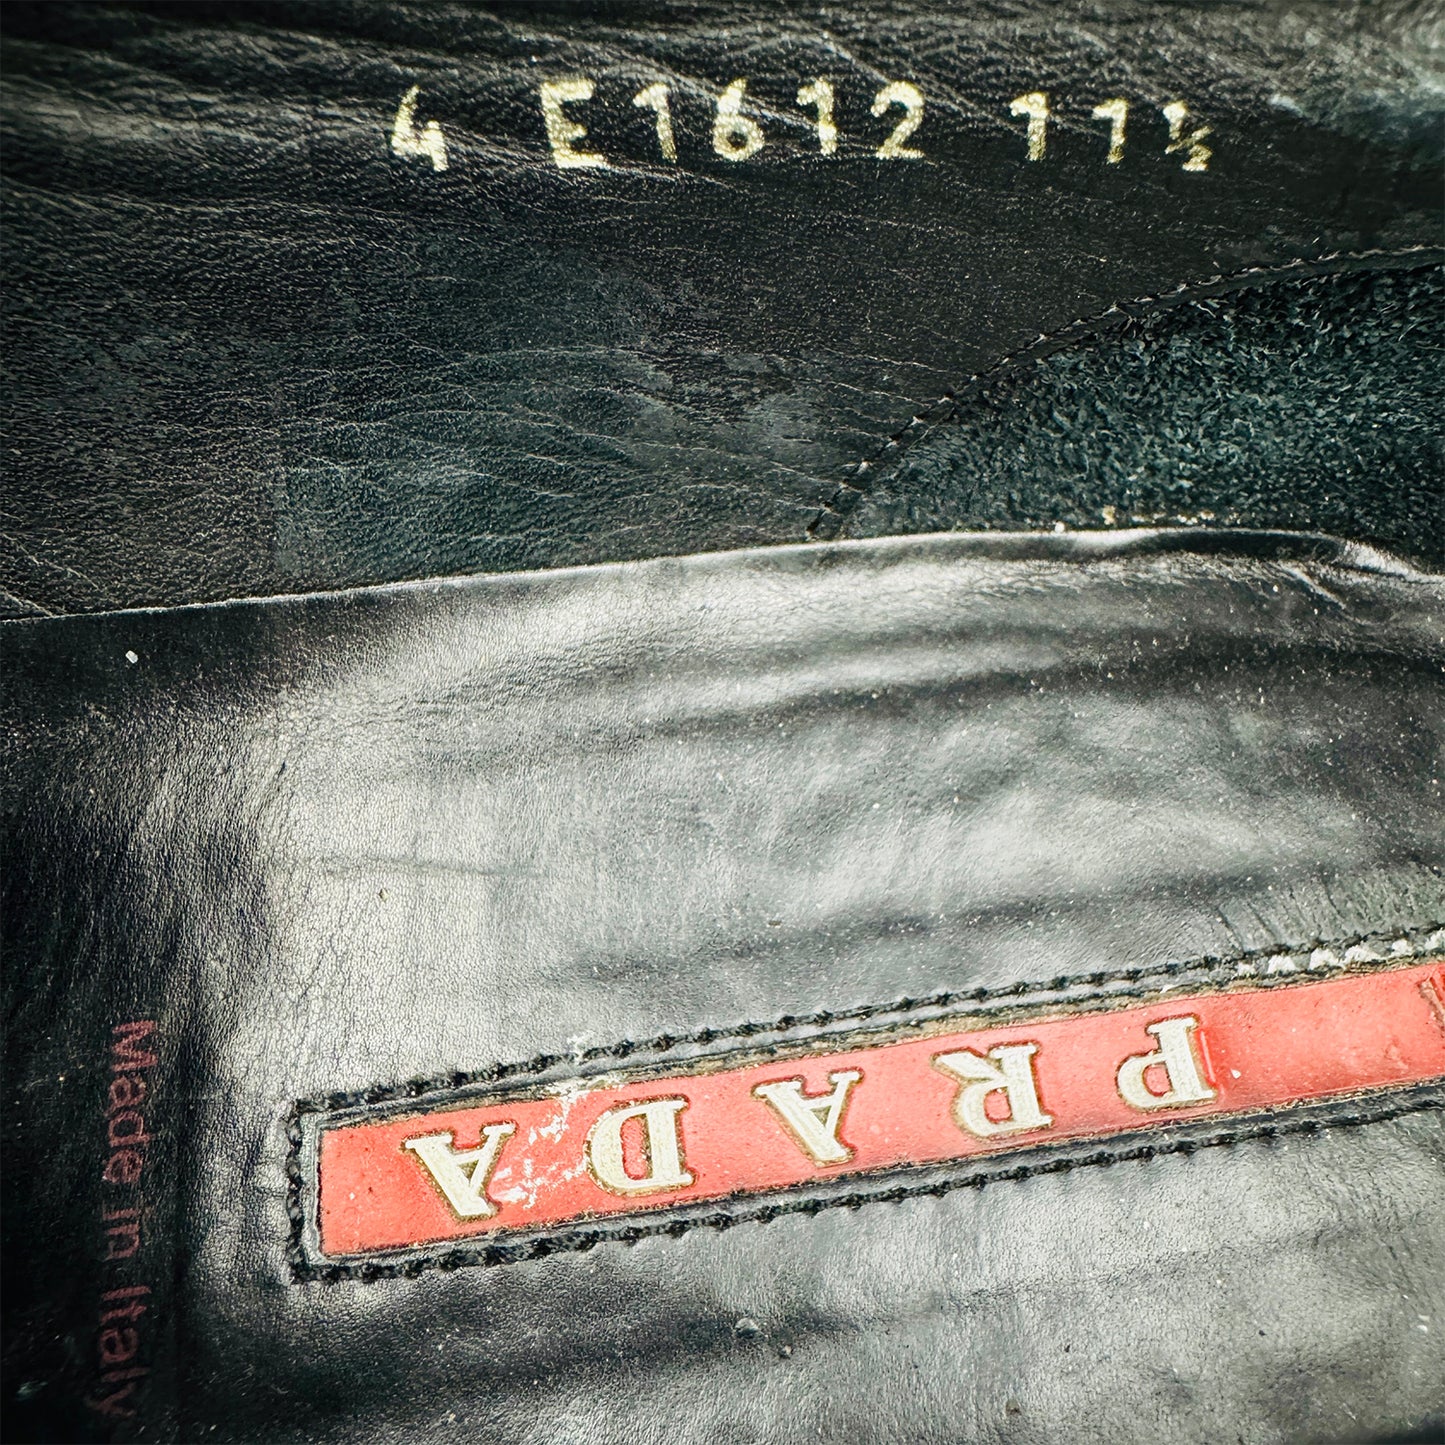 4 E1612 11½
PRADA
Made in Italy